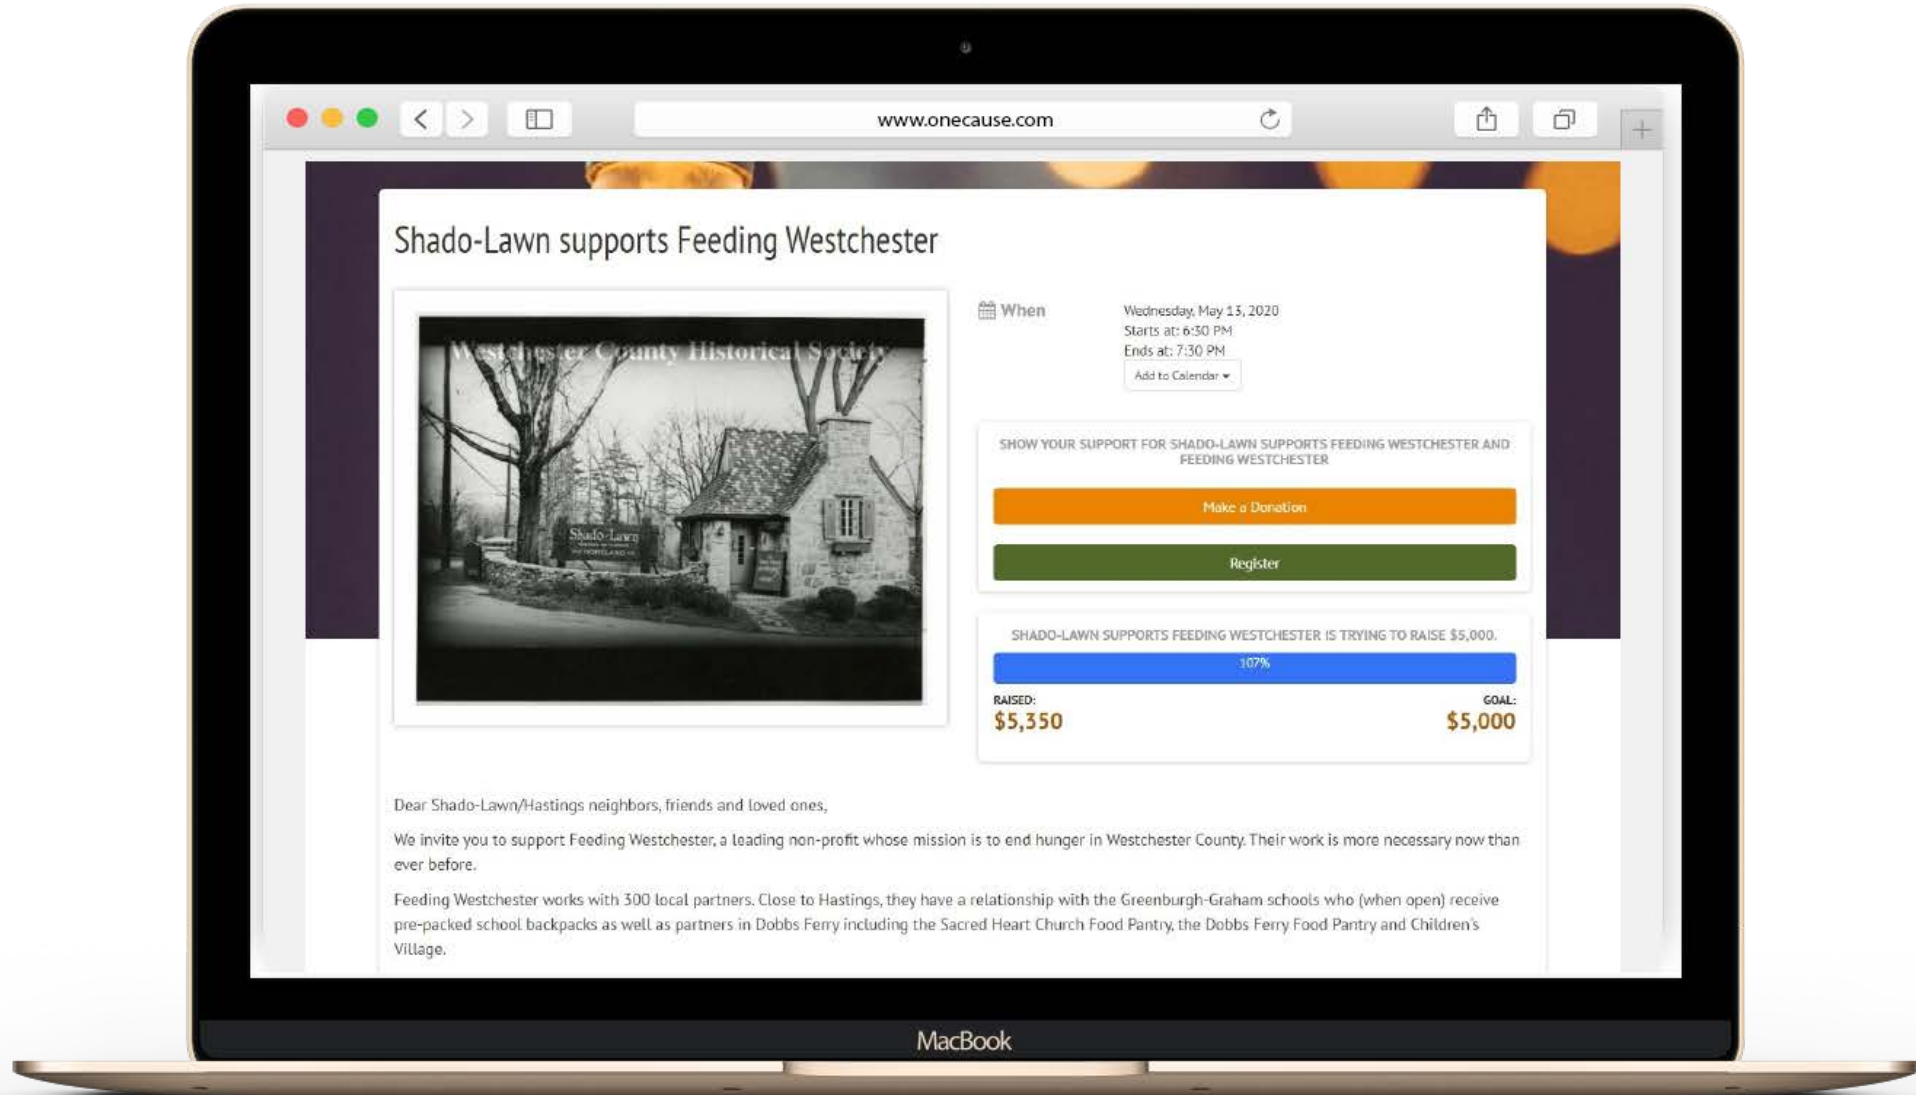 www.onecause.com
Shado-Lawn supports Feeding Westchester
Westchester County Historical Society
Shado-Lawn
When
Wednesday, May 13, 2020
Starts at: 6:30 PM
Ends at: 7:30 PM
Add to Calendar
SHOW YOUR SUPPORT FOR SHADO-LAWN SUPPORTS FEEDING WESTCHESTER AND
FEEDING WESTCHESTER
Make a Donation
Register
SHADO-LAWN SUPPORTS FEEDING WESTCHESTER IS TRYING TO RAISE $5,000.
107%
RAISED:
$5,350
GOAL:
$5,000
Dear Shado-Lawn/Hastings neighbors, friends and loved ones,
We invite you to support Feeding Westchester, a leading non-profit whose mission is to end hunger in Westchester County. Their work is more necessary now than
ever before.
Feeding Westchester works with 300 local partners. Close to Hastings, they have a relationship with the Greenburgh-Graham schools who (when open) receive
pre-packed school backpacks as well as partners in Dobbs Ferry including the Sacred Heart Church Food Pantry, the Dobbs Ferry Food Pantry and Children's
Village.
MacBook